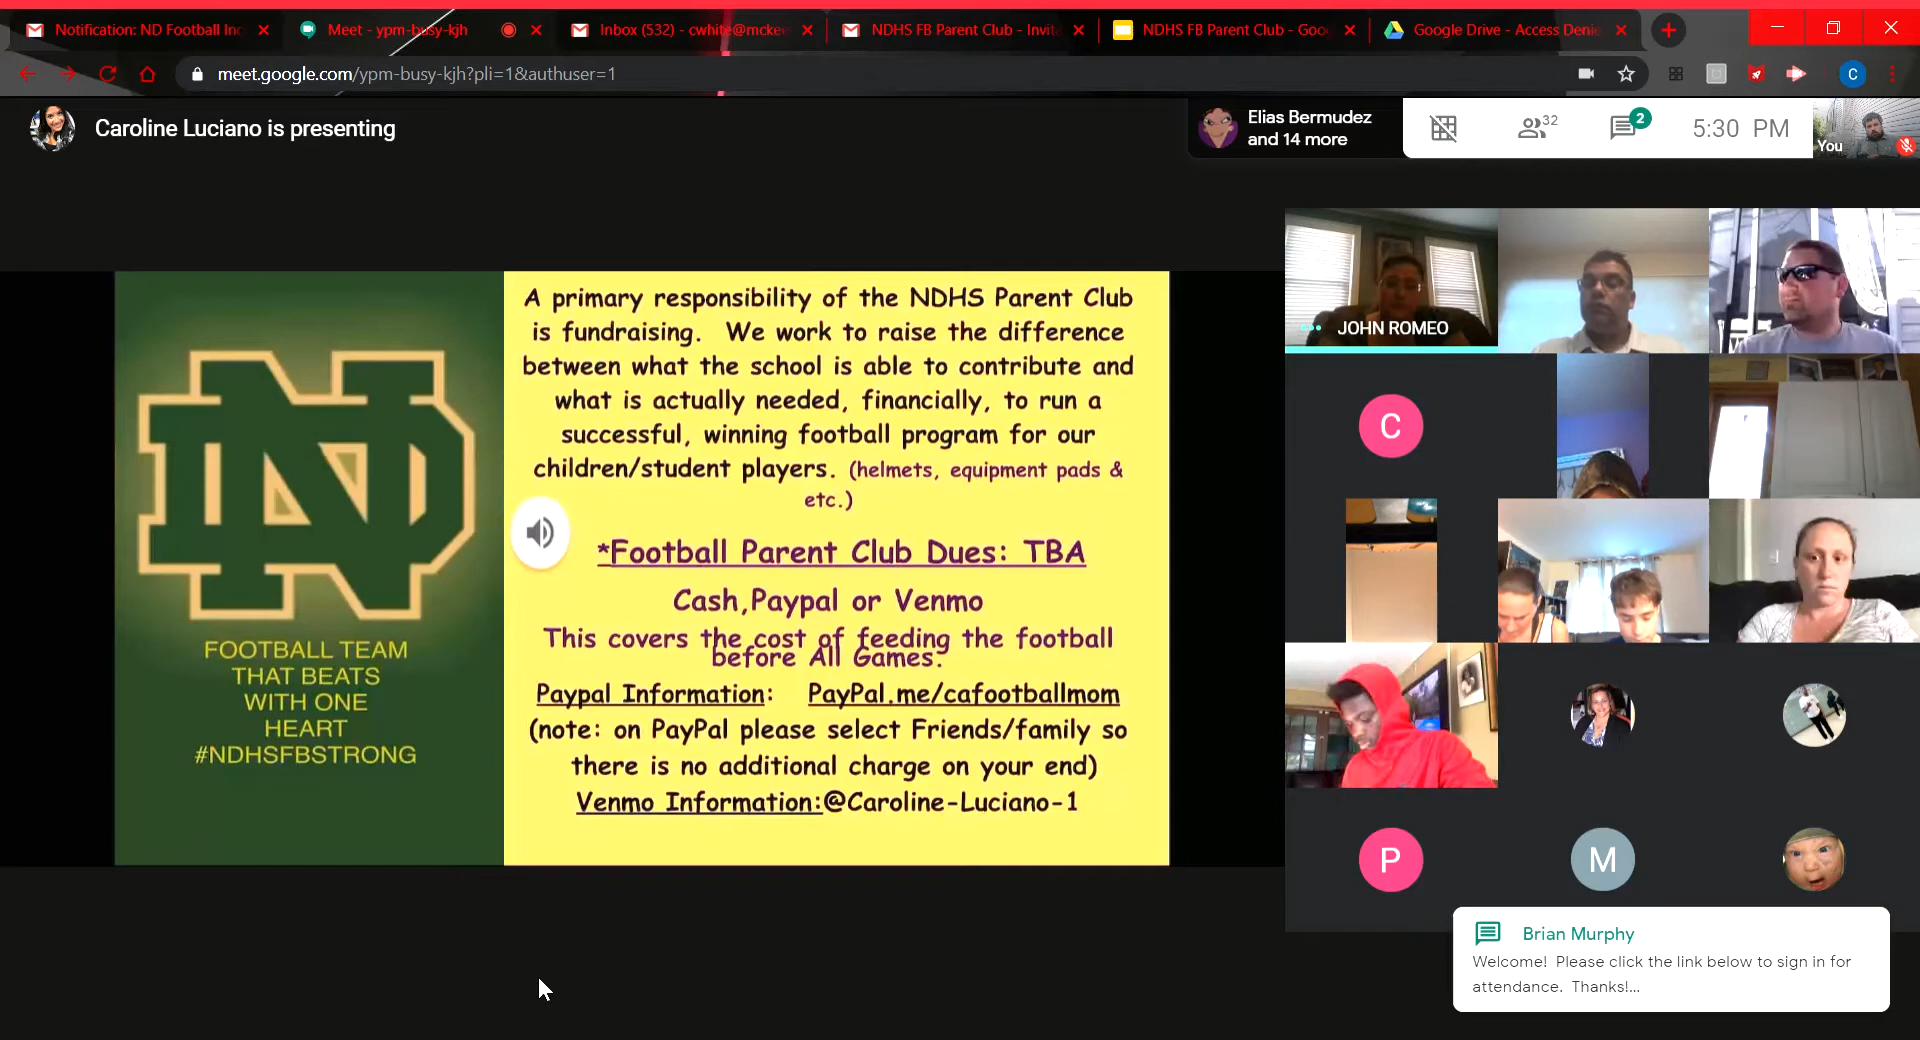 Notification: ND Football Inc
Meet - ypm-busy-kjh
Inbox (532) - cwhite@mckee
NDHS FB Parent Club - Invita
NDHS FB Parent Club - Goo
Google Drive - Access Denie
meet.google.com/ypm-busy-kjh?pli=1&authuser=1
C
Caroline Luciano is presenting
Elias Bermudez
and 14 more
32
2
5:30 PM
You
JOHN ROMEO
C
P
M
ND
FOOTBALL TEAM
THAT BEATS
WITH ONE
HEART
#NDHSFBSTRONG
A primary responsibility of the NDHS Parent Club
is fundraising. We work to raise the difference
between what the school is able to contribute and
what is actually needed, financially, to run a
successful, winning football program for our
children/student players. (helmets, equipment pads &
etc.)
*Football Parent Club Dues: TBA
Cash,Paypal or Venmo
This covers the cost of feeding the football
before All Games.
Paypal Information: PayPal.me/cafootballmom
(note: on PayPal please select Friends/family so
there is no additional charge on your end)
Venmo Information:@Caroline-Luciano-1
Brian Murphy
Welcome! Please click the link below to sign in for
attendance. Thanks!...